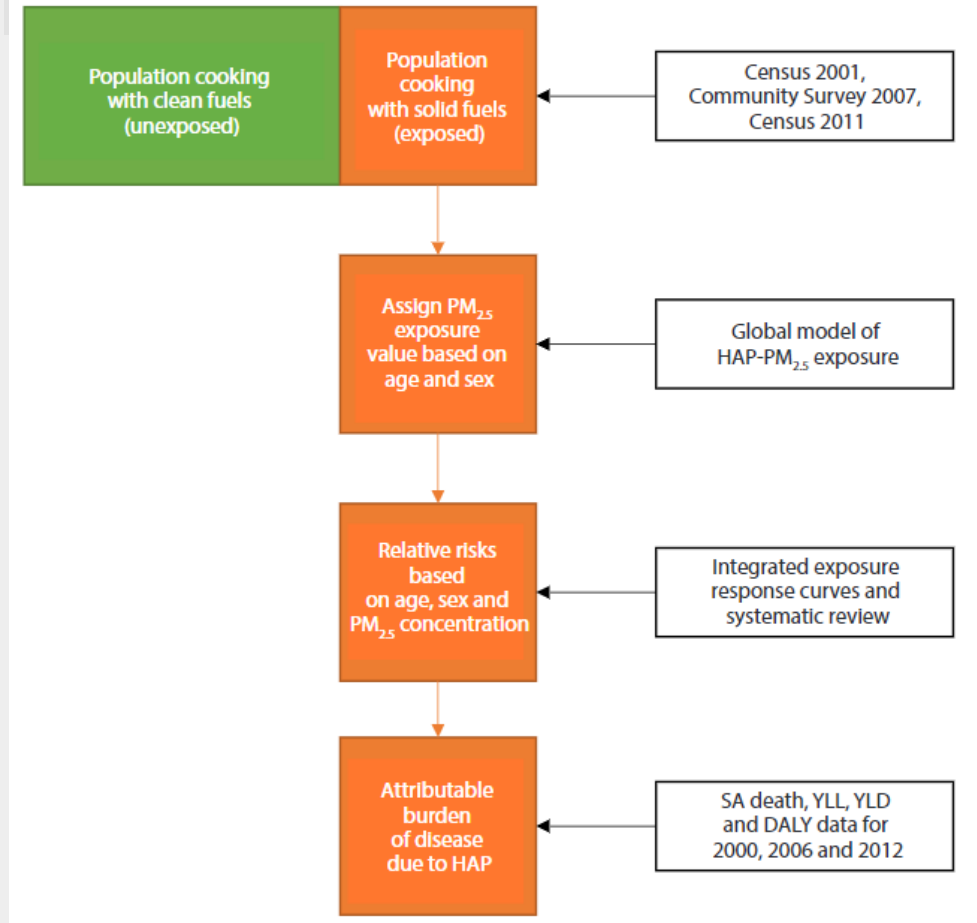 Population cooking
with clean fuels
(unexposed)
Population
cooking
with solid fuels
(exposed)
Census 2001,
Community Survey 2007,
Census 2011
Assign PM2.5
exposure
value based on
age and sex
Global model of
HAP-PM2.5 exposure
Relative risks
based
on age, sex and
PM2.5 concentration
Integrated exposure
response curves and
systematic review
Attributable
burden
of disease
due to HAP
SA death, YLL, YLD
and DALY data for
2000, 2006 and 2012